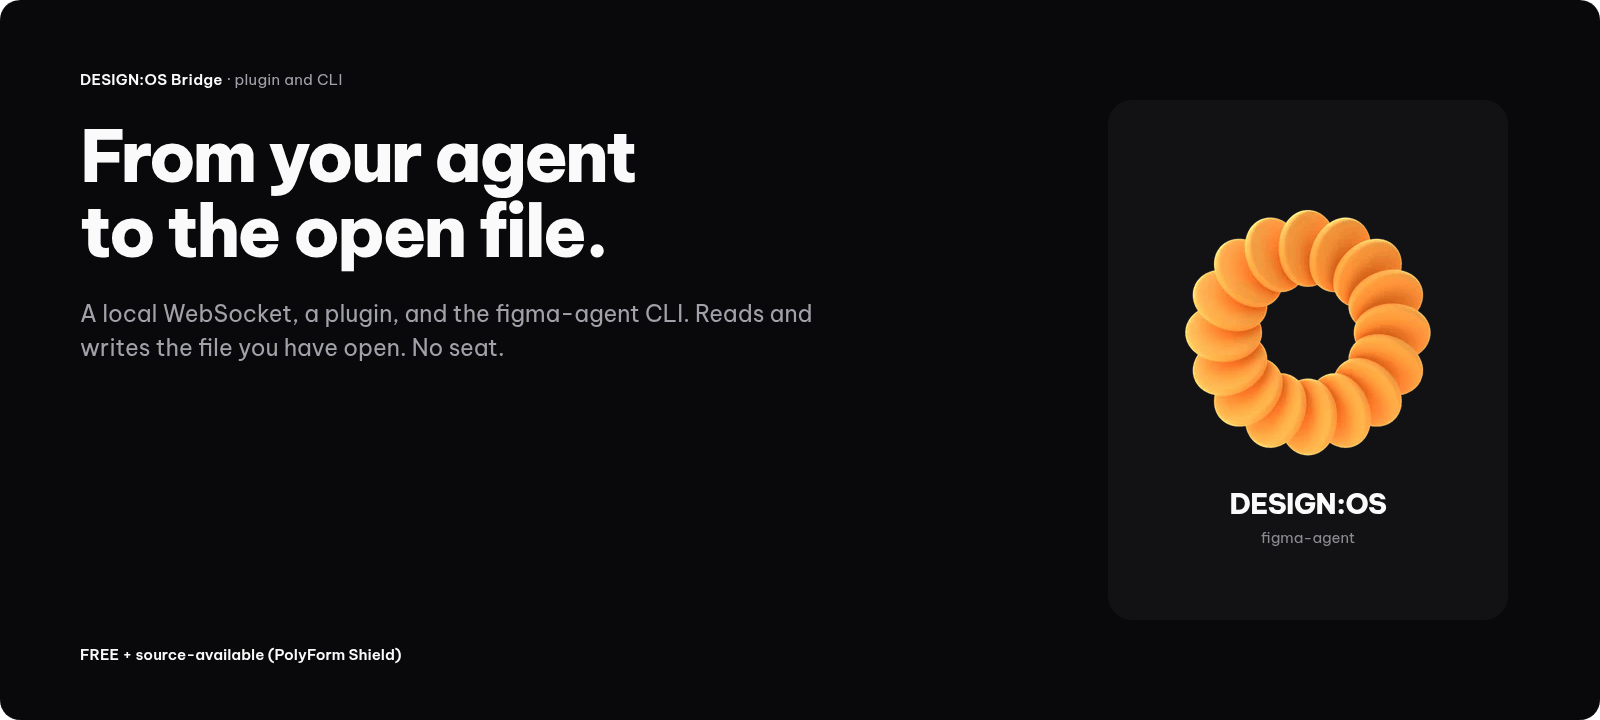 DESIGN:OS Bridge · plugin and CLI
From your agent
to the open file.
A local WebSocket, a plugin, and the figma-agent CLI. Reads and
writes the file you have open. No seat.
DESIGN:OS
figma-agent
FREE + source-available (PolyForm Shield)